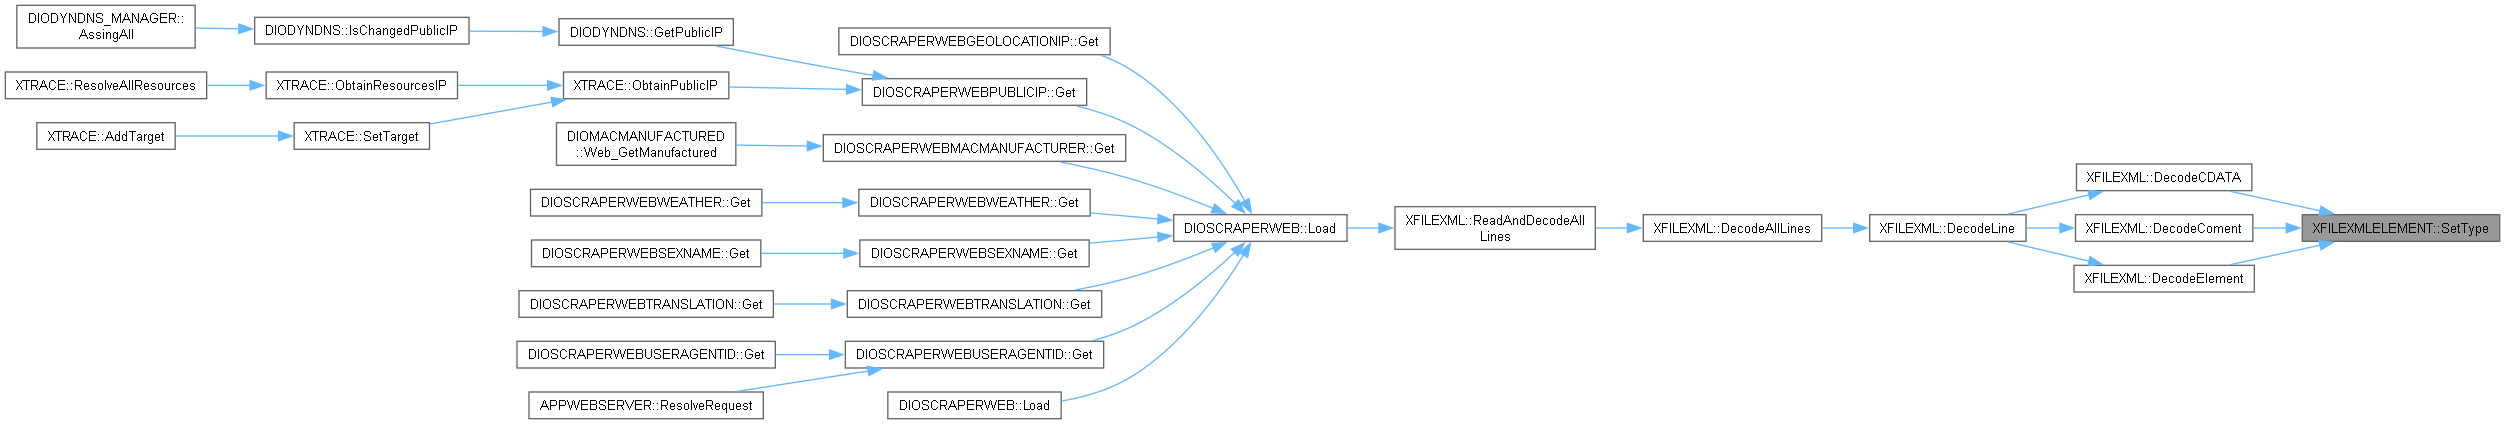 DIODYNDNS_MANAGER::
AssingAll
DIODYNDNS::IsChangedPublicIP
DIODYNDNS::GetPublicIP
DIOSCRAPERWEBGEOLOCATIONIP::Get
XTRACE::ResolveAllResources
XTRACE::ObtainResourcesIP
XTRACE::ObtainPublicIP
DIOSCRAPERWEBPUBLICIP::Get
XTRACE::AddTarget
XTRACE::SetTarget
DIOMACMANUFACTURED
::Web_GetManufactured
DIOSCRAPERWEBMACMANUFACTURER::Get
DIOSCRAPERWEBWEATHER::Get
DIOSCRAPERWEBWEATHER::Get
DIOSCRAPERWEBSEXNAME::Get
DIOSCRAPERWEBSEXNAME::Get
DIOSCRAPERWEBTRANSLATION::Get
DIOSCRAPERWEBTRANSLATION::Get
DIOSCRAPERWEBUSERAGENTID::Get
DIOSCRAPERWEBUSERAGENTID::Get
APPWEBSERVER::ResolveRequest
DIOSCRAPERWEB::Load
DIOSCRAPERWEB::Load
XFILEXML::ReadAndDecodeAll
Lines
XFILEXML::DecodeAllLines
XFILEXML::DecodeLine
XFILEXML::DecodeCDATA
XFILEXML::DecodeComent
XFILEXML::DecodeElement
XFILEXMLELEMENT::SetType